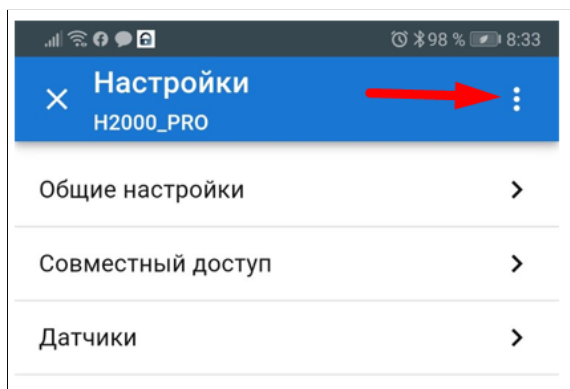 98 % 8:33
Настройки
H2000_PRO
Общие настройки
Совместный доступ
Датчики